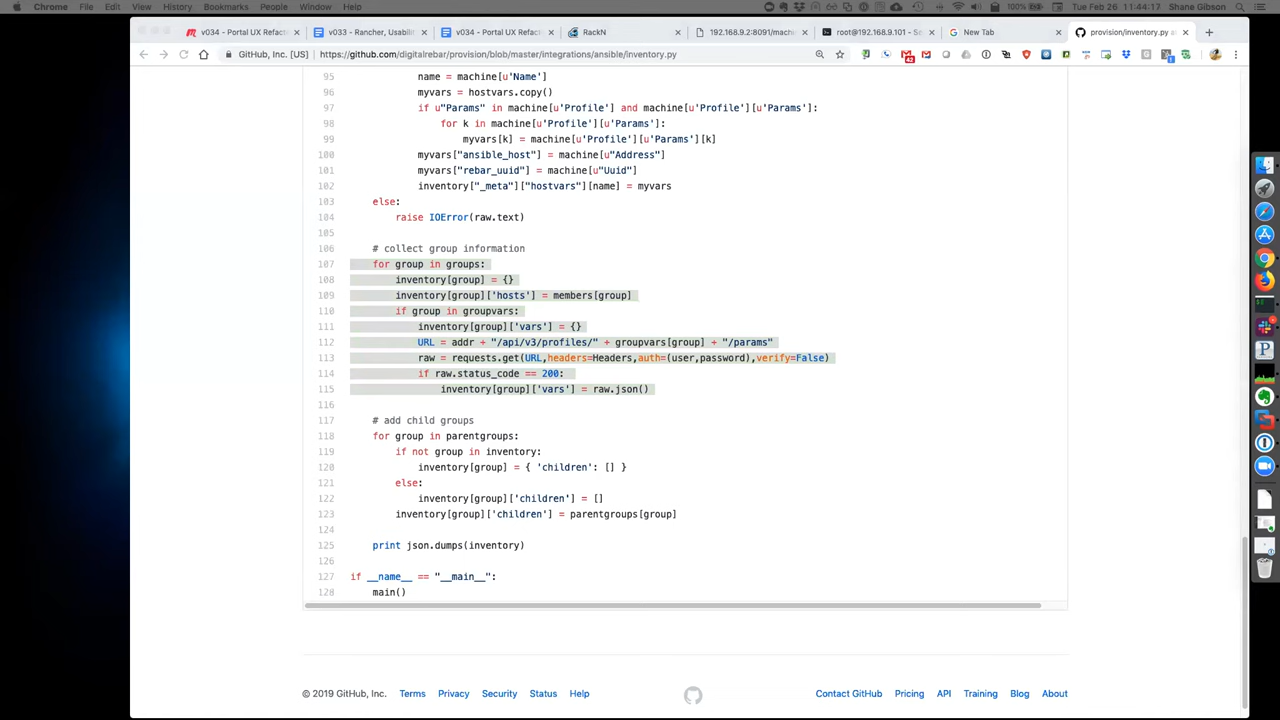 Chrome File Edit View History Bookmarks People Window Help 100% Tue Feb 26 11:44:17 Shane Gibson
v034 - Portal UX Refac × v033 - Rancher, Usabili × v034 - Portal UX Refact × RackN × 192.168.9.2:8091/mach × root@192.168.9.101 - S × New Tab × provision/inventory.py a ×
GitHub, Inc. [US] https://github.com/digitalrebar/provision/blob/master/integrations/ansible/inventory.py
95 name = machine[u'Name']
96 myvars = hostvars.copy()
97 if u"Params" in machine[u'Profile'] and machine[u'Profile'][u'Params']:
98 for k in machine[u'Profile'][u'Params']:
99 myvars[k] = machine[u'Profile'][u'Params'][k]
100 myvars["ansible_host"] = machine[u"Address"]
101 myvars["rebar_uuid"] = machine[u"Uuid"]
102 inventory["_meta"]["hostvars"][name] = myvars
103 else:
104 raise IOError(raw.text)
105
106 # collect group information
107 for group in groups:
108 inventory[group] = {}
109 inventory[group]['hosts'] = members[group]
110 if group in groupvars:
111 inventory[group]['vars'] = {}
112 URL = addr + "/api/v3/profiles/" + groupvars[group] + "/params"
113 raw = requests.get(URL,headers=Headers,auth=(user,password),verify=False)
114 if raw.status_code == 200:
115 inventory[group]['vars'] = raw.json()
116
117 # add child groups
118 for group in parentgroups:
119 if not group in inventory:
120 inventory[group] = { 'children': [] }
121 else:
122 inventory[group]['children'] = []
123 inventory[group]['children'] = parentgroups[group]
124
125 print json.dumps(inventory)
126
127 if __name__ == "__main__":
128 main()
© 2019 GitHub, Inc. Terms Privacy Security Status Help Contact GitHub Pricing API Training Blog About